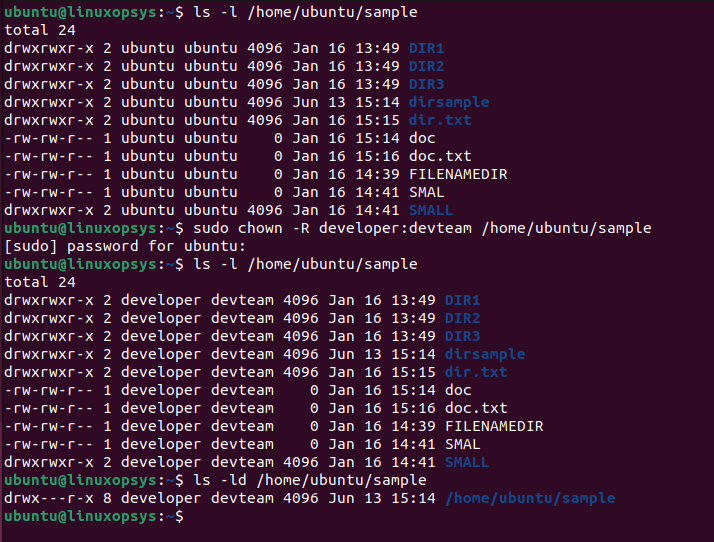 ubuntu@linuxopsys:~$ ls -l /home/ubuntu/sample
total 24
drwxrwxr-x 2 ubuntu ubuntu 4096 Jan 16 13:49 DIR1
drwxrwxr-x 2 ubuntu ubuntu 4096 Jan 16 13:49 DIR2
drwxrwxr-x 2 ubuntu ubuntu 4096 Jan 16 13:49 DIR3
drwxrwxr-x 2 ubuntu ubuntu 4096 Jun 13 15:14 dirsample
drwxrwxr-x 2 ubuntu ubuntu 4096 Jan 16 15:15 dir.txt
-rw-rw-r-- 1 ubuntu ubuntu    0 Jan 16 15:14 doc
-rw-rw-r-- 1 ubuntu ubuntu    0 Jan 16 15:16 doc.txt
-rw-rw-r-- 1 ubuntu ubuntu    0 Jan 16 14:39 FILENAMEDIR
-rw-rw-r-- 1 ubuntu ubuntu    0 Jan 16 14:41 SMAL
drwxrwxr-x 2 ubuntu ubuntu 4096 Jan 16 14:41 SMALL
ubuntu@linuxopsys:~$ sudo chown -R developer:devteam /home/ubuntu/sample
[sudo] password for ubuntu:
ubuntu@linuxopsys:~$ ls -l /home/ubuntu/sample
total 24
drwxrwxr-x 2 developer devteam 4096 Jan 16 13:49 DIR1
drwxrwxr-x 2 developer devteam 4096 Jan 16 13:49 DIR2
drwxrwxr-x 2 developer devteam 4096 Jan 16 13:49 DIR3
drwxrwxr-x 2 developer devteam 4096 Jun 13 15:14 dirsample
drwxrwxr-x 2 developer devteam 4096 Jan 16 15:15 dir.txt
-rw-rw-r-- 1 developer devteam    0 Jan 16 15:14 doc
-rw-rw-r-- 1 developer devteam    0 Jan 16 15:16 doc.txt
-rw-rw-r-- 1 developer devteam    0 Jan 16 14:39 FILENAMEDIR
-rw-rw-r-- 1 developer devteam    0 Jan 16 14:41 SMAL
drwxrwxr-x 2 developer devteam 4096 Jan 16 14:41 SMALL
ubuntu@linuxopsys:~$ ls -ld /home/ubuntu/sample
drwx---r-x 8 developer devteam 4096 Jun 13 15:14 /home/ubuntu/sample
ubuntu@linuxopsys:~$